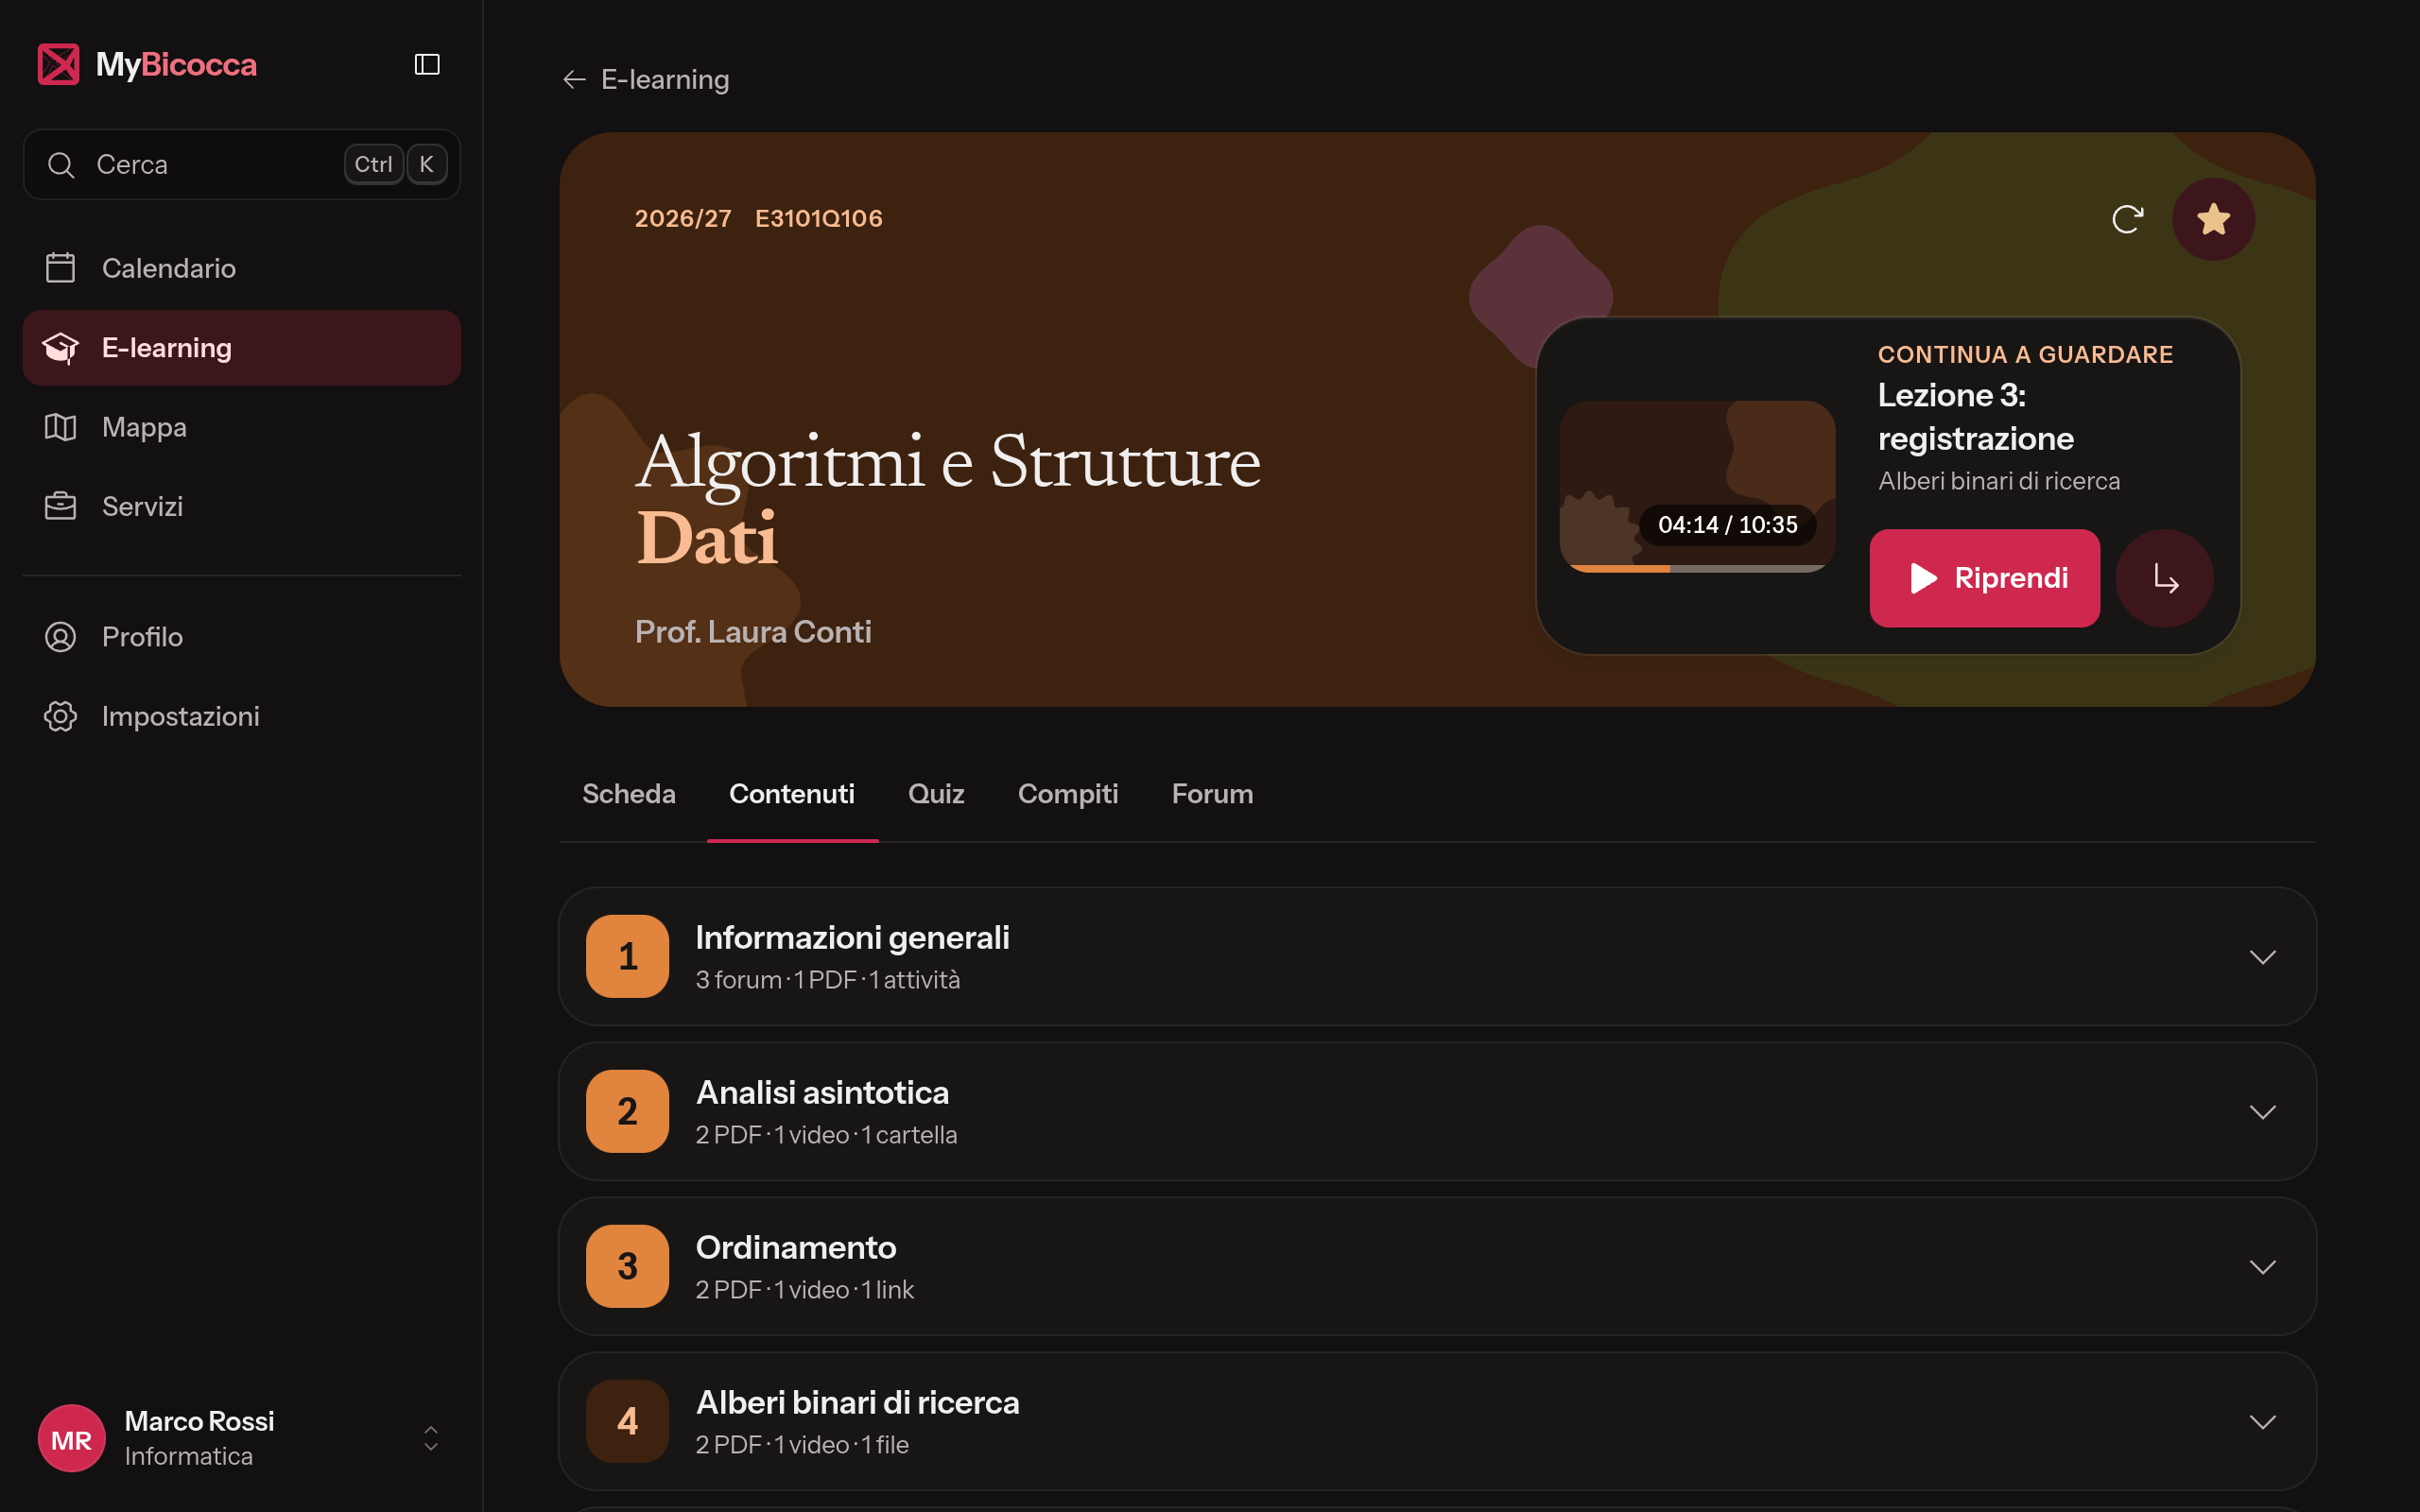 MyBicocca
Cerca
Ctrl K
Calendario
E-learning
Mappa
Servizi
Profilo
Impostazioni
MR
Marco Rossi
Informatica
E-learning
2026/27 E3101Q106
Algoritmi e Strutture
Dati
Prof. Laura Conti
CONTINUA A GUARDARE
Lezione 3:
registrazione
Alberi binari di ricerca
04:14 / 10:35
Riprendi
Scheda Contenuti Quiz Compiti Forum
1
Informazioni generali
3 forum · 1 PDF · 1 attività
2
Analisi asintotica
2 PDF · 1 video · 1 cartella
3
Ordinamento
2 PDF · 1 video · 1 link
4
Alberi binari di ricerca
2 PDF · 1 video · 1 file